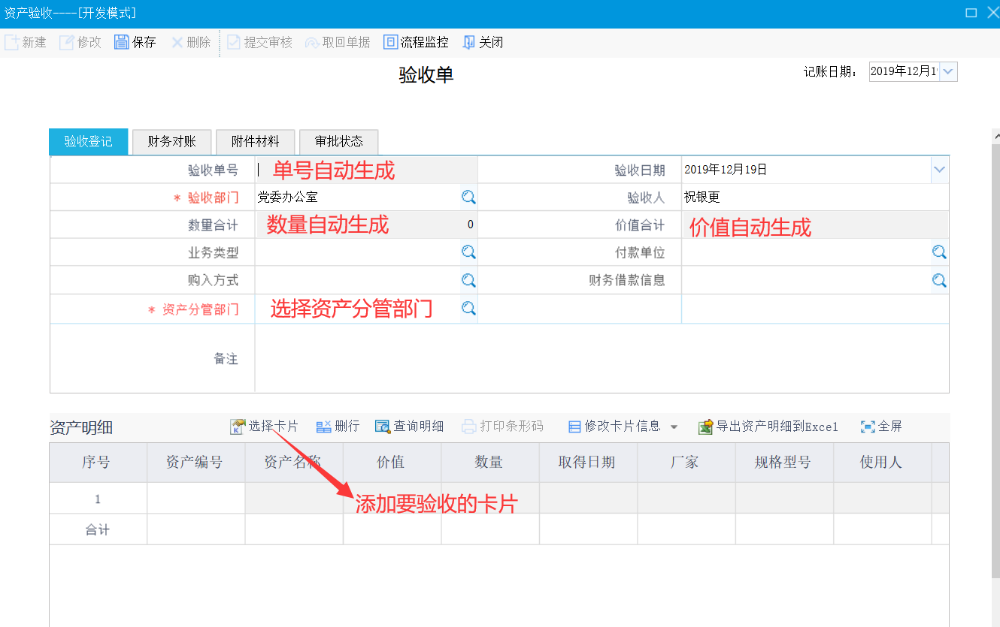 资产验收----[开发模式]
新建 修改 保存 删除 提交审核 取回单据 流程监控 关闭
验收单 记账日期： 2019年12月1
验收登记 财务对账 附件材料 审批状态
验收单号 单号自动生成 验收日期 2019年12月19日
* 验收部门 党委办公室 验收人 祝银更
数量合计 数量自动生成 0 价值合计 价值自动生成
业务类型 付款单位
购入方式 财务借款信息
* 资产分管部门 选择资产分管部门
备注
资产明细 选择卡片 删行 查询明细 打印条形码 修改卡片信息 导出资产明细到Excel 全屏
序号 资产编号 资产名称 价值 数量 取得日期 厂家 规格型号 使用人
1 添加要验收的卡片
合计